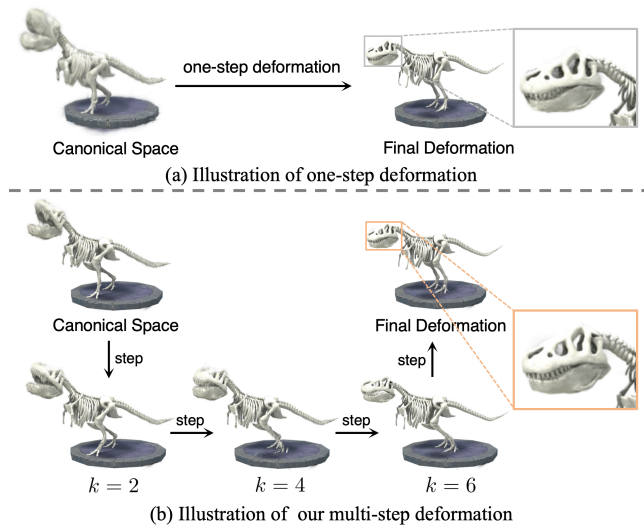 one-step deformation
Canonical Space
Final Deformation
(a) Illustration of one-step deformation
Canonical Space
Final Deformation
step
step
step
step
k = 2
k = 4
k = 6
(b) Illustration of our multi-step deformation